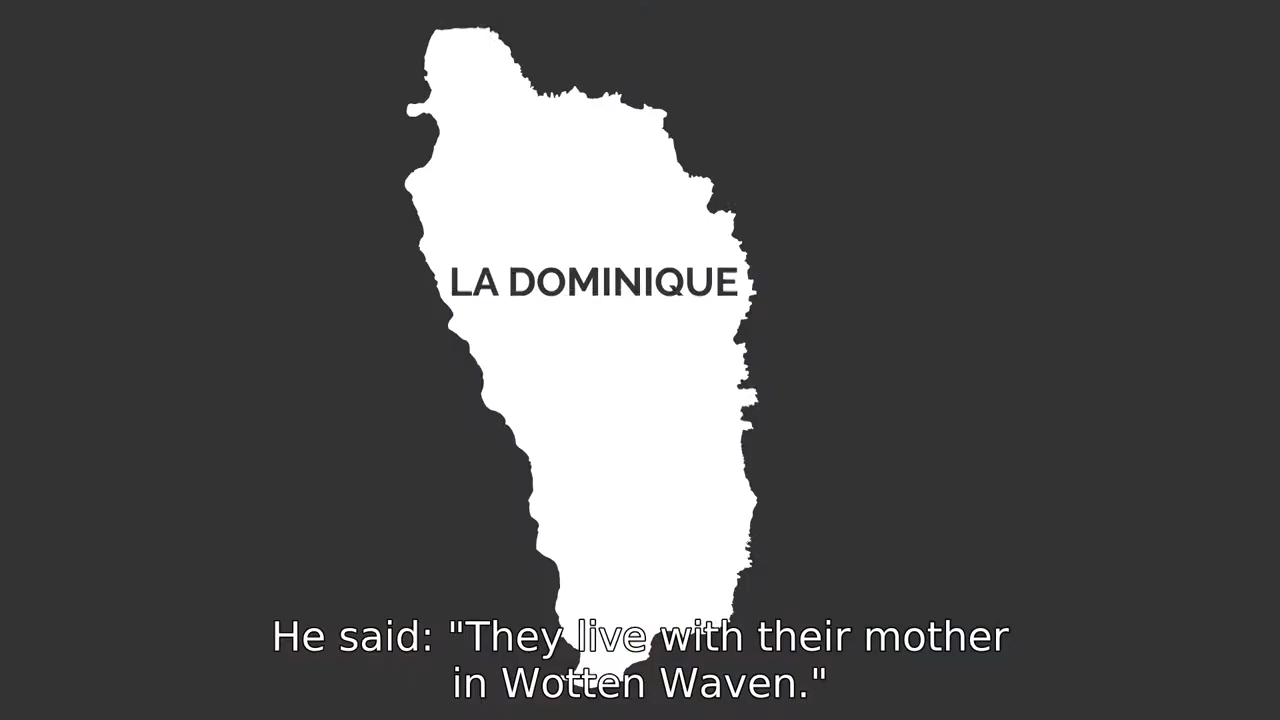 LA DOMINIQUE
He said: "They live with their mother
in Wotten Waven."